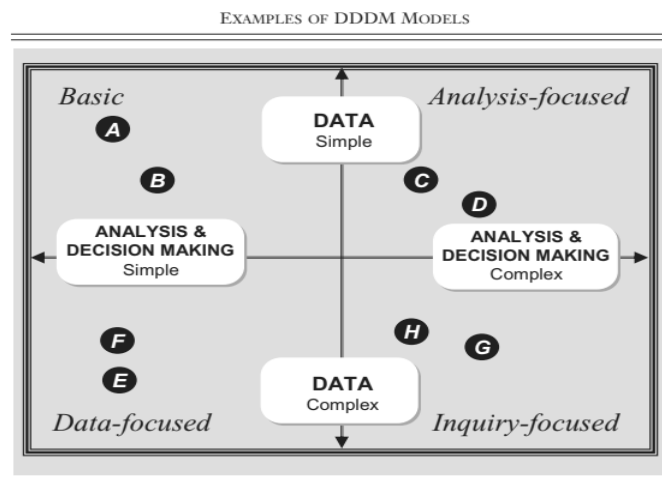 EXAMPLES OF DDDM MODELS
Basic
Analysis-focused
A
DATA
Simple
B
C
D
ANALYSIS &
DECISION MAKING
Simple
ANALYSIS &
DECISION MAKING
Complex
F
H
G
E
DATA
Complex
Data-focused
Inquiry-focused